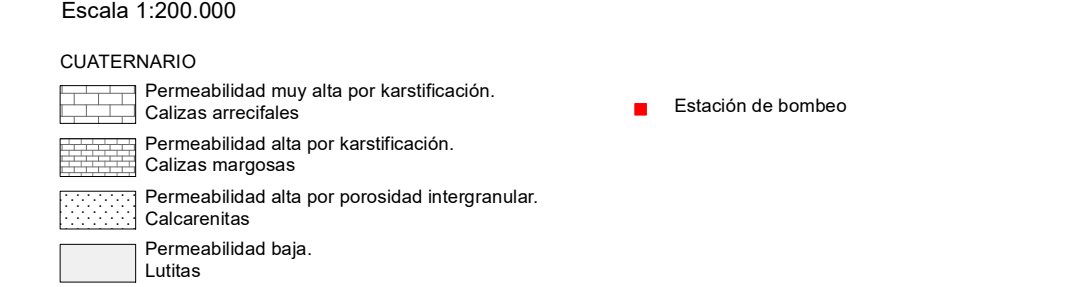 Escala 1:200.000
CUATERNARIO
Permeabilidad muy alta por karstificación.
Calizas arrecifales
Estación de bombeo
Permeabilidad alta por karstificación.
Calizas margosas
Permeabilidad alta por porosidad intergranular.
Calcarenitas
Permeabilidad baja.
Lutitas